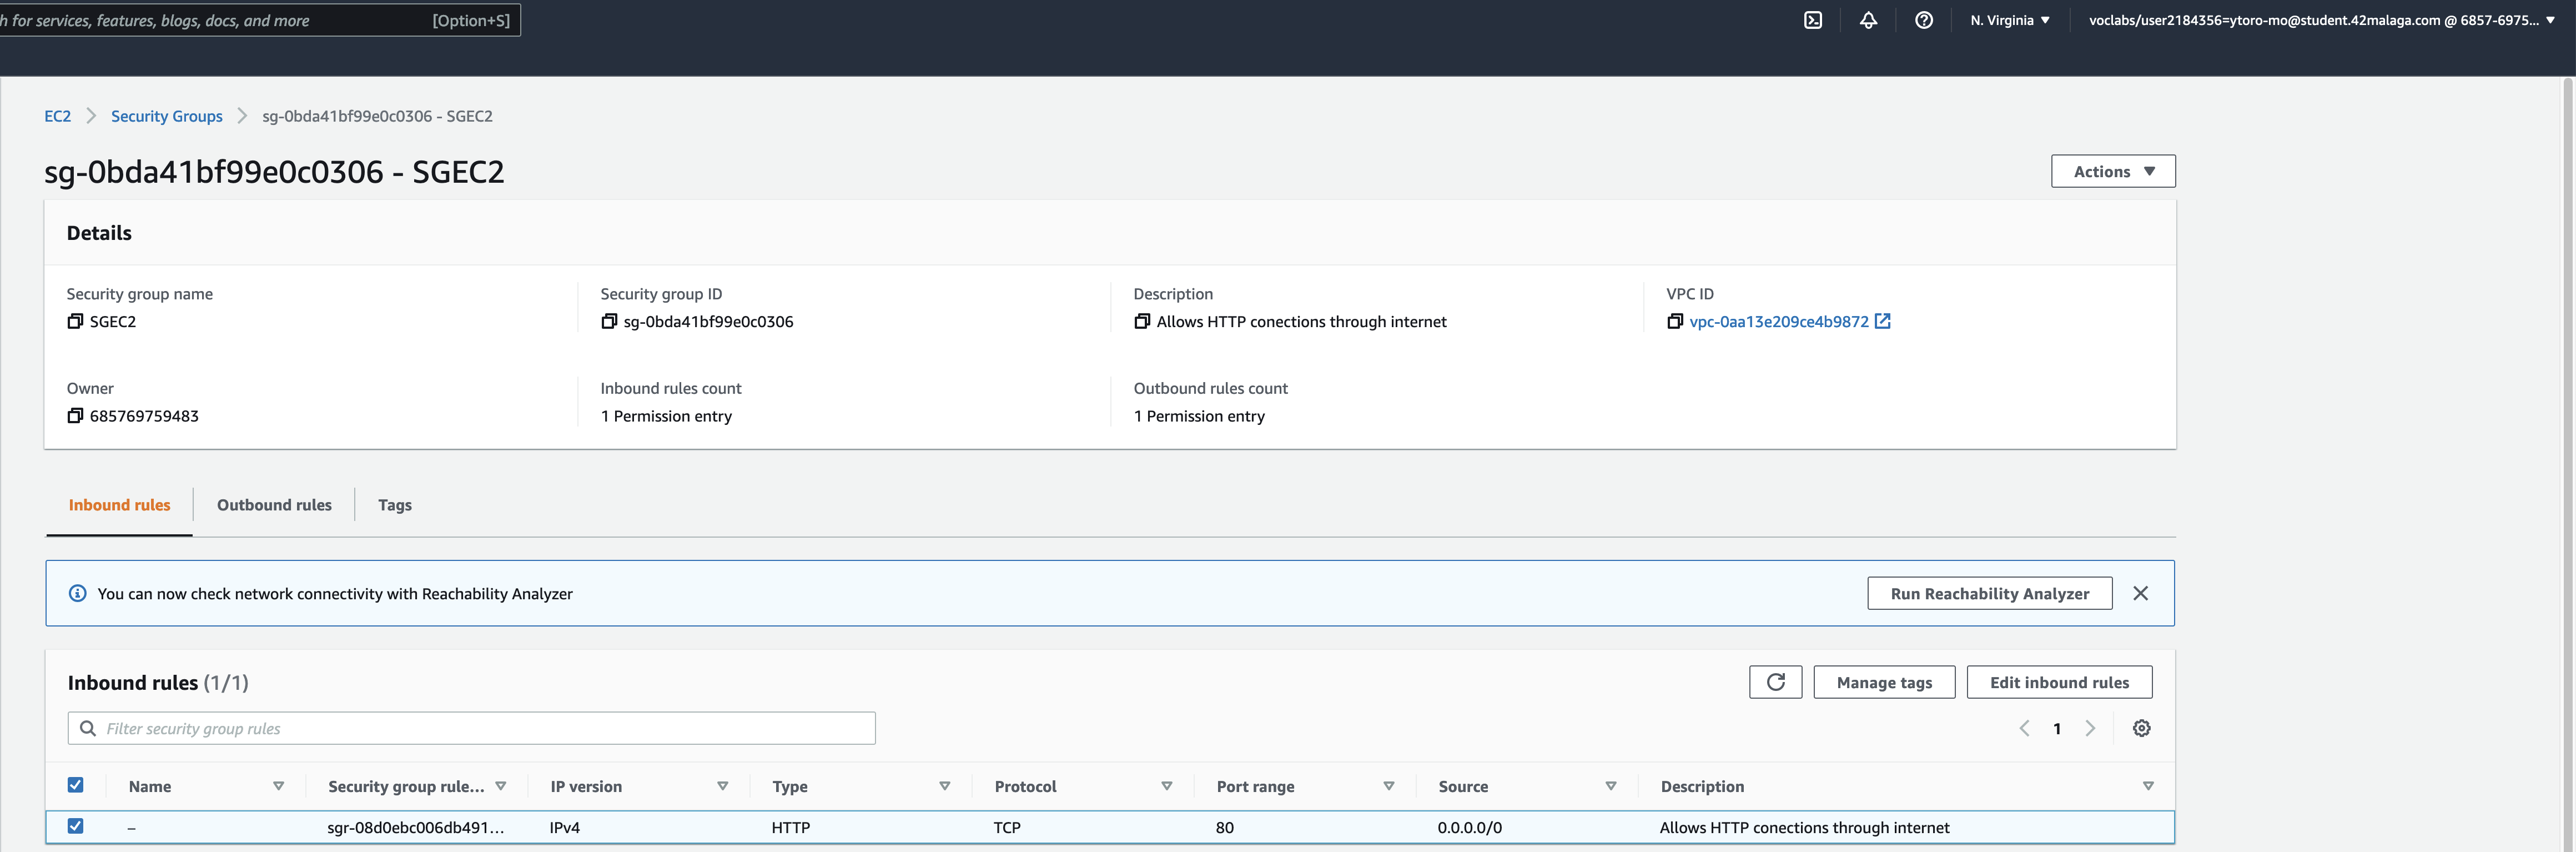 h for services, features, blogs, docs, and more [Option+S] N. Virginia voclabs/user2184356=ytoro-mo@student.42malaga.com @ 6857-6975...
EC2 Security Groups sg-0bda41bf99e0c0306 - SGEC2
sg-0bda41bf99e0c0306 - SGEC2 Actions
Details
Security group name Security group ID Description VPC ID
SGEC2 sg-0bda41bf99e0c0306 Allows HTTP conections through internet vpc-0aa13e209ce4b9872
Owner Inbound rules count Outbound rules count
685769759483 1 Permission entry 1 Permission entry
Inbound rules Outbound rules Tags
You can now check network connectivity with Reachability Analyzer Run Reachability Analyzer
Inbound rules (1/1) Manage tags Edit inbound rules
Filter security group rules 1
Name Security group rule... IP version Type Protocol Port range Source Description
– sgr-08d0ebc006db491... IPv4 HTTP TCP 80 0.0.0.0/0 Allows HTTP conections through internet